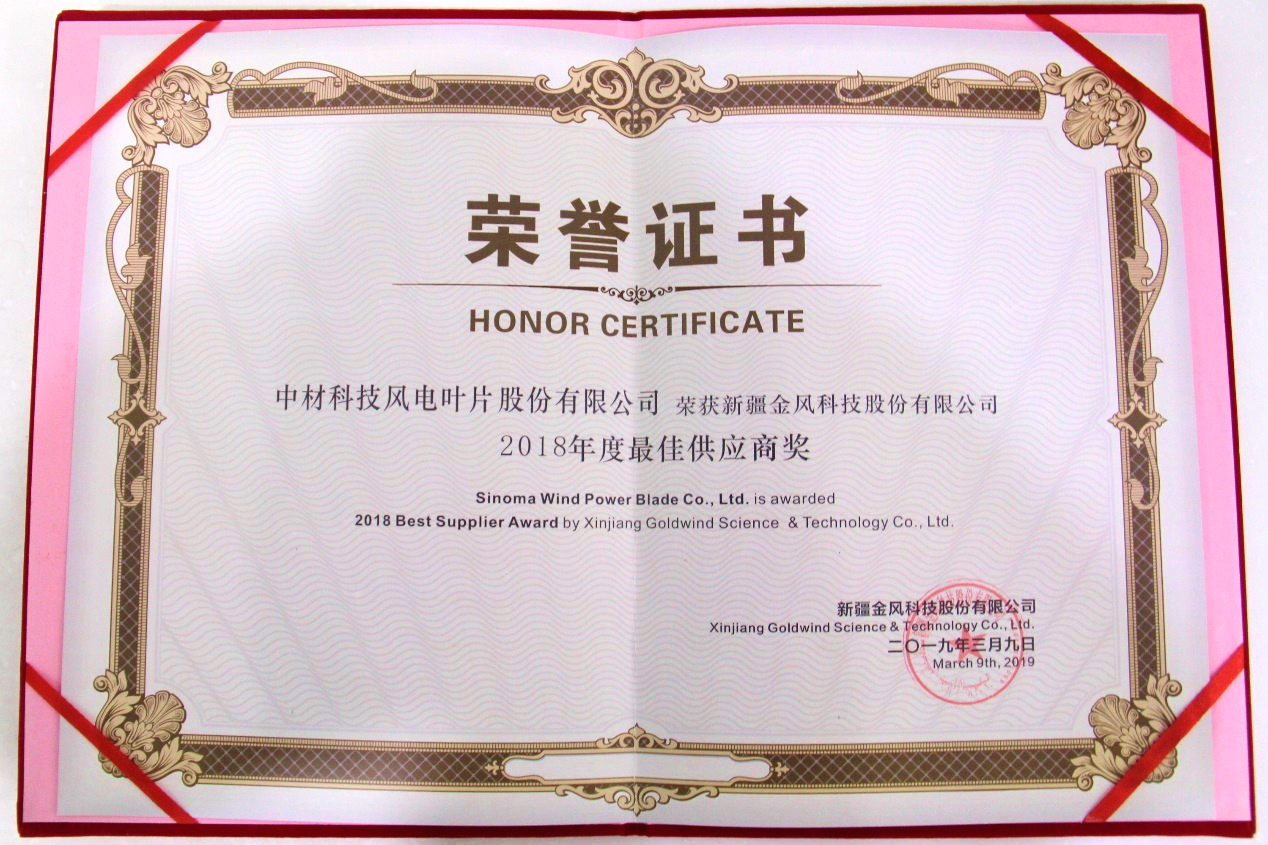 荣誉证书
HONOR CERTIFICATE
中材科技风电叶片股份有限公司 荣获新疆金风科技股份有限公司
2018年度最佳供应商奖
Sinoma Wind Power Blade Co., Ltd. is awarded
2018 Best Supplier Award by Xinjiang Goldwind Science & Technology Co., Ltd.
新疆金风科技股份有限公司
Xinjiang Goldwind Science & Technology Co., Ltd.
二〇一九年三月九日
March 9th, 2019